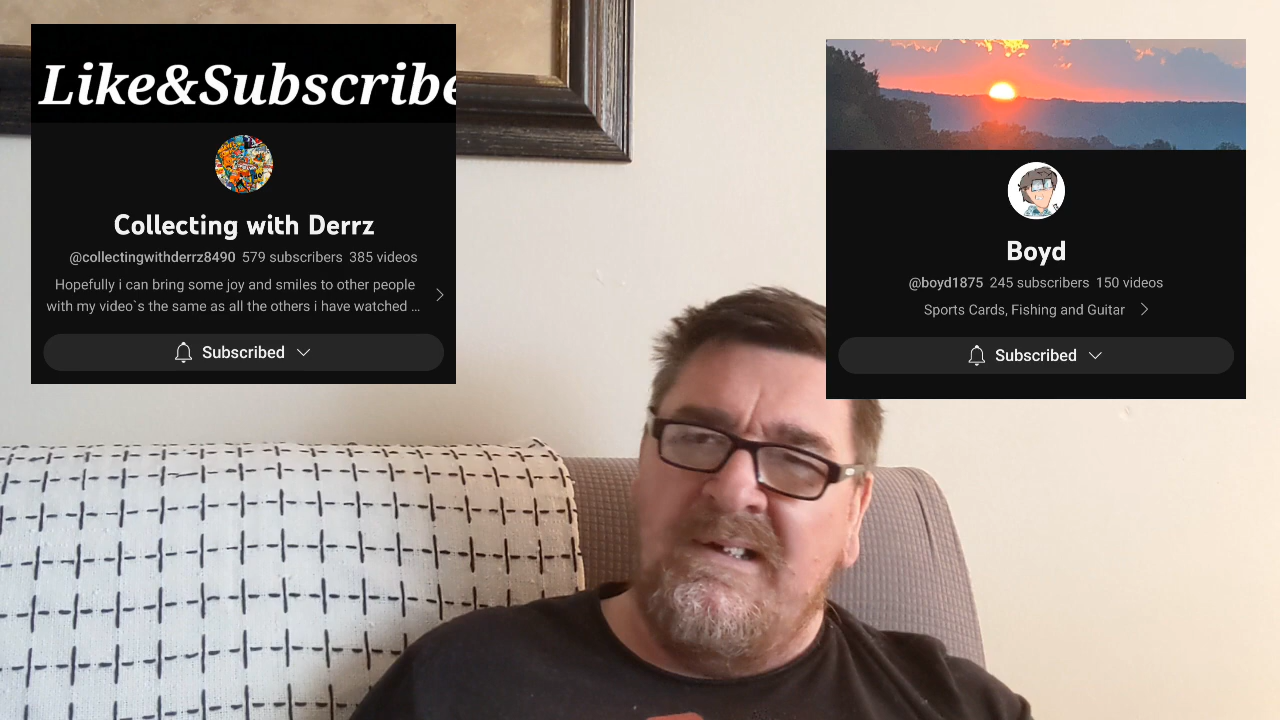 Like&Subscribe
Collecting with Derrz
@collectingwithderrz8490 579 subscribers 385 videos
Hopefully i can bring some joy and smiles to other people
with my video`s the same as all the others i have watched ...
Subscribed
Boyd
@boyd1875 245 subscribers 150 videos
Sports Cards, Fishing and Guitar
Subscribed